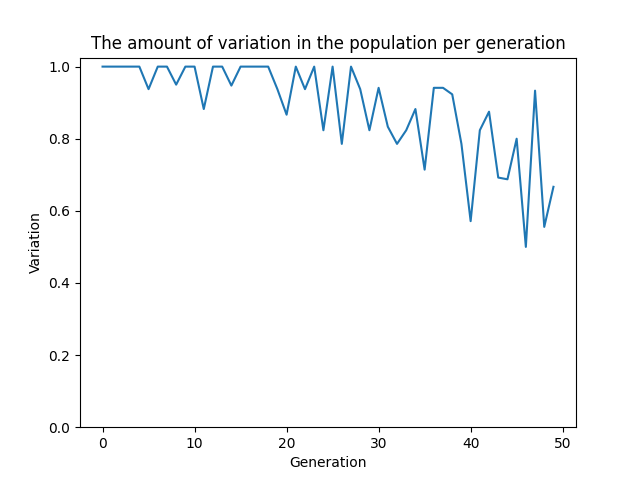 The amount of variation in the population per generation
1.0
0.8
0.6
0.4
0.2
0.0
Variation
0 10 20 30 40 50
Generation